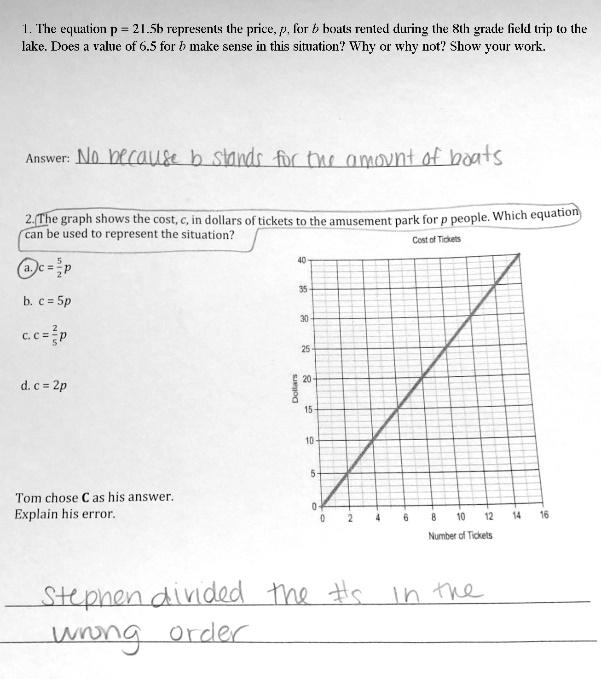 1. The equation p = 21.5b represents the price, p, for b boats rented during the 8th grade field trip to the
lake. Does a value of 6.5 for b make sense in this situation? Why or why not? Show your work.
Answer: No because b stands for the amount of boats
2. The graph shows the cost, c, in dollars of tickets to the amusement park for p people. Which equation
can be used to represent the situation?
a. c = 5/2 p
b. c = 5p
c. c = 2/5 p
d. c = 2p
Cost of Tickets
40
35
30
25
20
15
10
5
0
Dollars
0 2 4 6 8 10 12 14 16
Number of Tickets
Tom chose C as his answer.
Explain his error.
Stephen divided the #s in the
wrong order